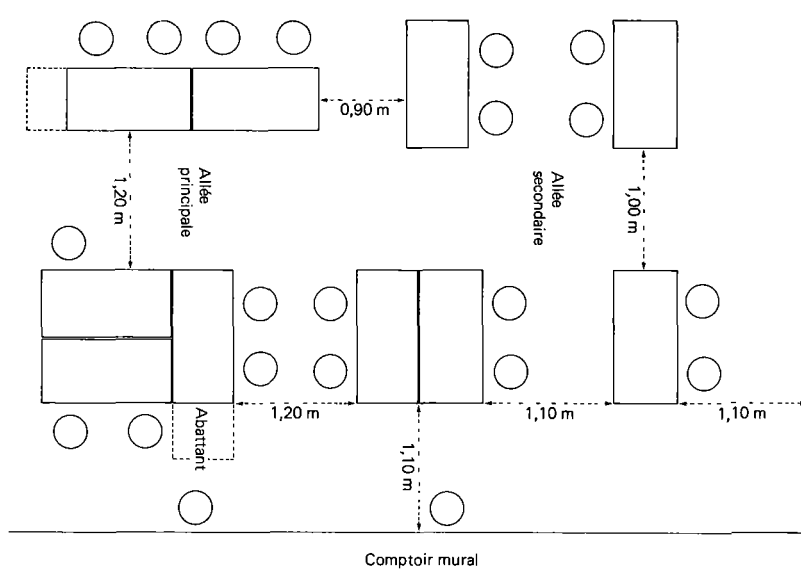 0,90 m
Allée
principale
1,20 m
Allée
secondaire
1,00 m
Abattant
1,20 m
1,10 m
1,10 m
1,10 m
Comptoir mural